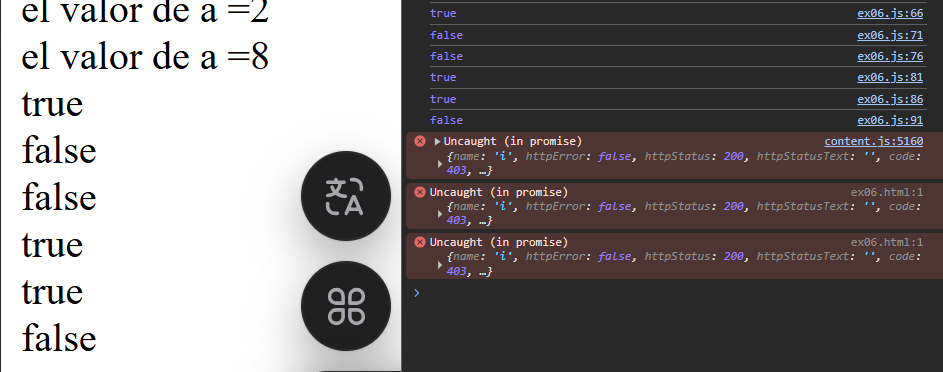 el valor de a =2
el valor de a =8
true
false
false
true
true
false
true ex06.js:66
false ex06.js:71
false ex06.js:76
true ex06.js:81
true ex06.js:86
false ex06.js:91
Uncaught (in promise) content.js:5160
{name: 'i', httpError: false, httpStatus: 200, httpStatusText: '', code:
403, …}
Uncaught (in promise) ex06.html:1
{name: 'i', httpError: false, httpStatus: 200, httpStatusText: '', code:
403, …}
Uncaught (in promise) ex06.html:1
{name: 'i', httpError: false, httpStatus: 200, httpStatusText: '', code:
403, …}
文A